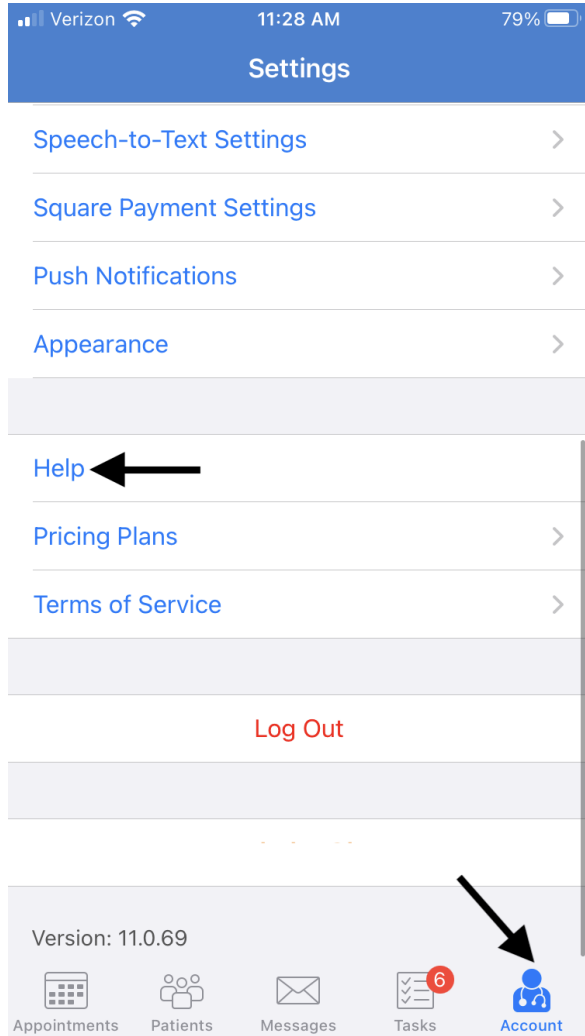 Verizon 11:28 AM 79%
Settings
Speech-to-Text Settings
Square Payment Settings
Push Notifications
Appearance
Help
Pricing Plans
Terms of Service
Log Out
Version: 11.0.69
6
Appointments Patients Messages Tasks Account